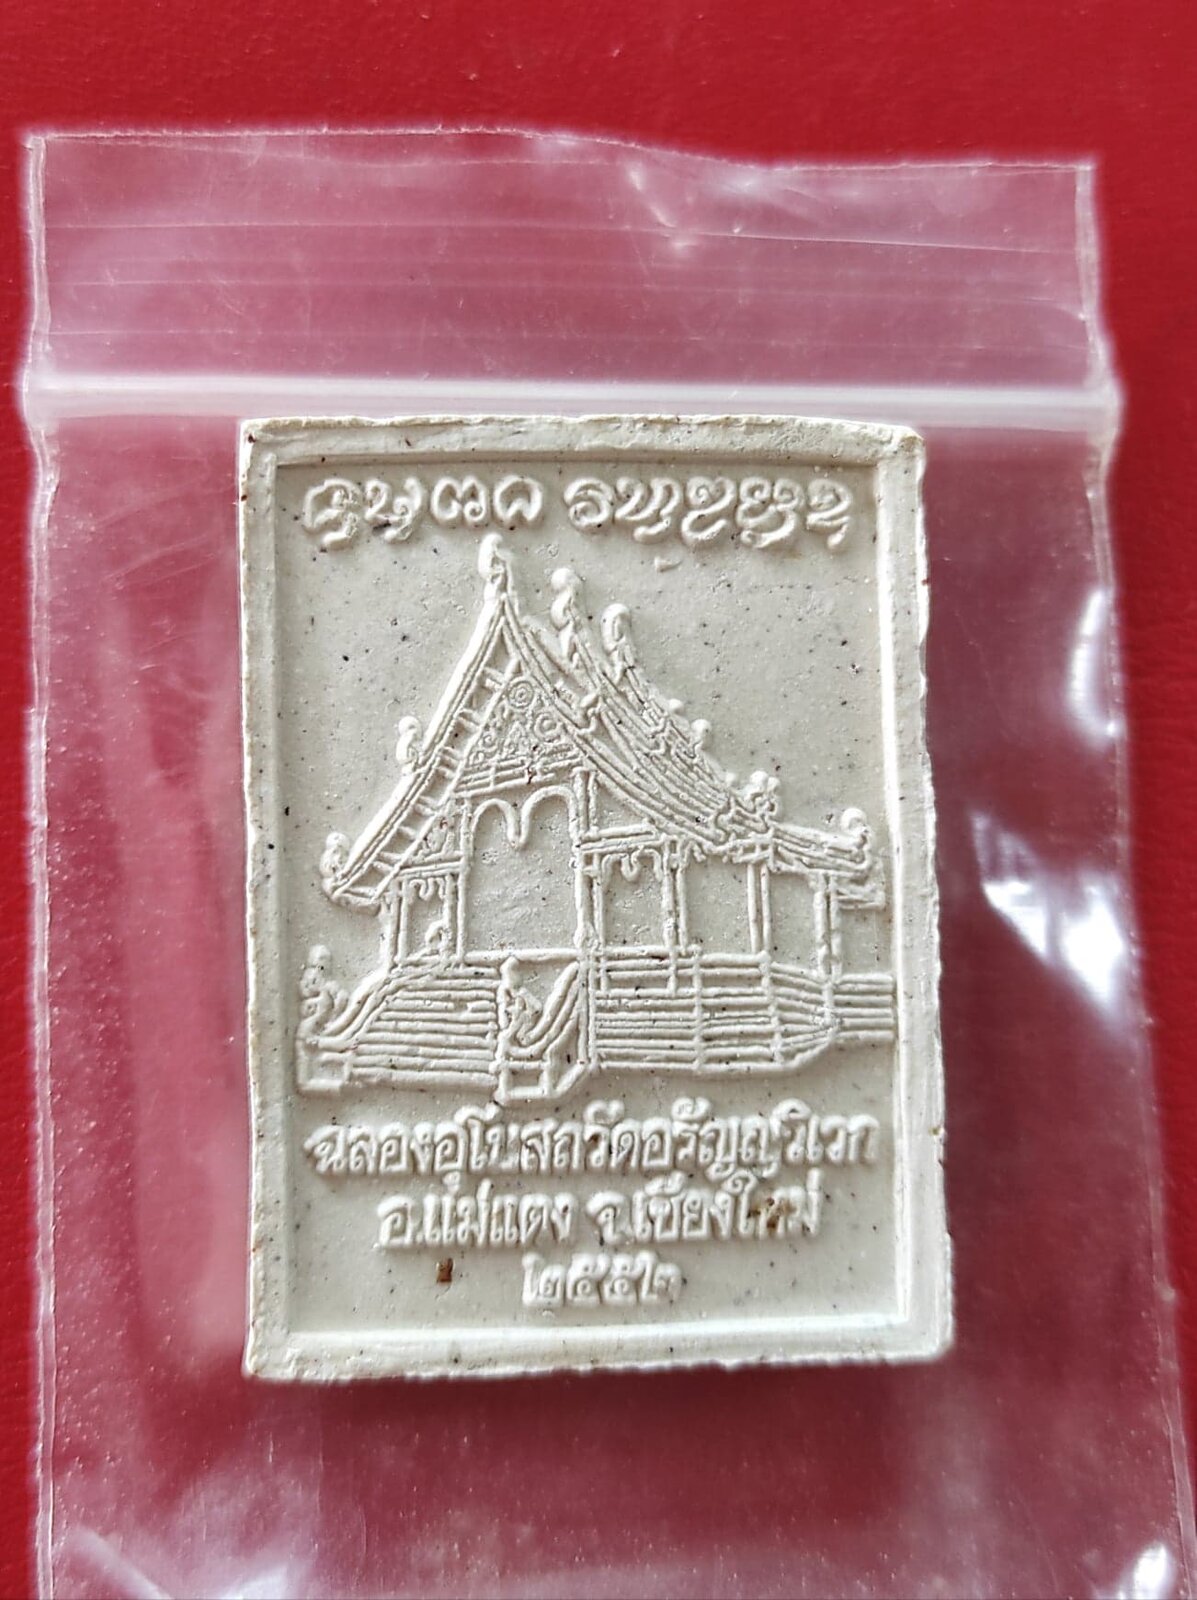 ฉลองอุโบสถวัดอรัญญวิเวก
อ.แม่แตง จ.เชียงใหม่
๒๕๕๒